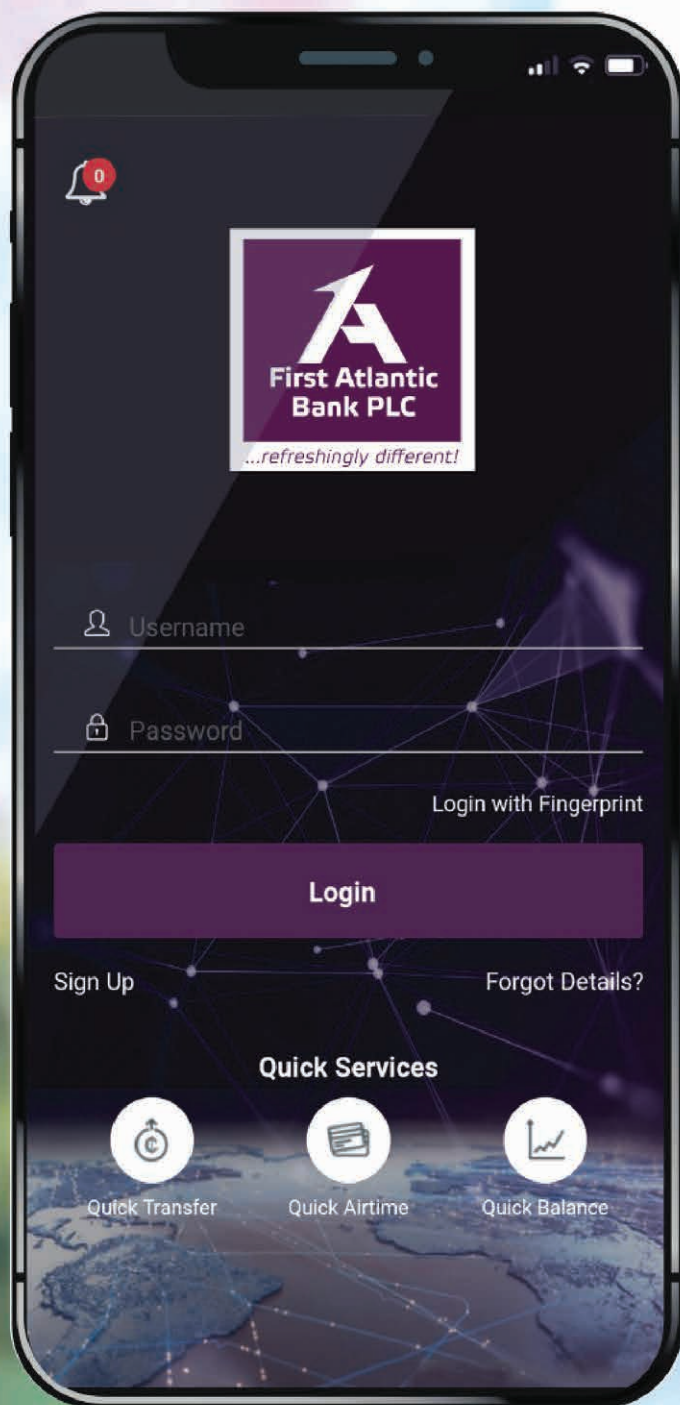 0
First Atlantic
Bank PLC
...refreshingly different!
Username
Password
Login with Fingerprint
Login
Sign Up
Forgot Details?
Quick Services
Quick Transfer
Quick Airtime
Quick Balance